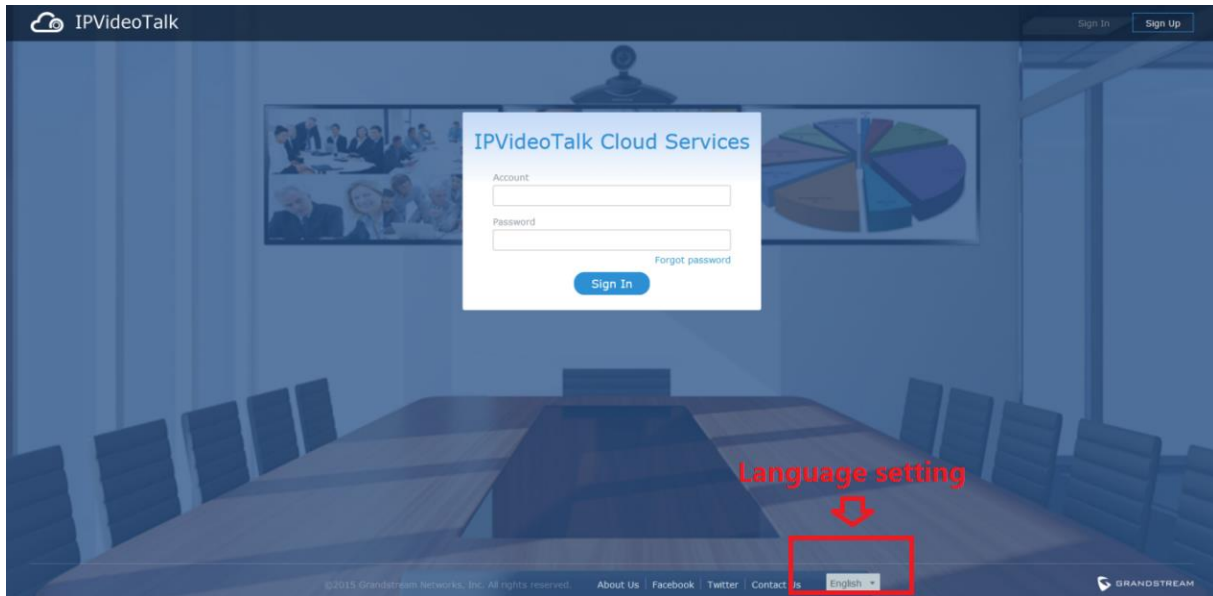 IPVideoTalk
Sign In
Sign Up
IPVideoTalk Cloud Services
Account
Password
Forgot password
Sign In
Language setting
©2015 Grandstream Networks, Inc. All rights reserved. About Us | Facebook | Twitter | Contact Us English
GRANDSTREAM